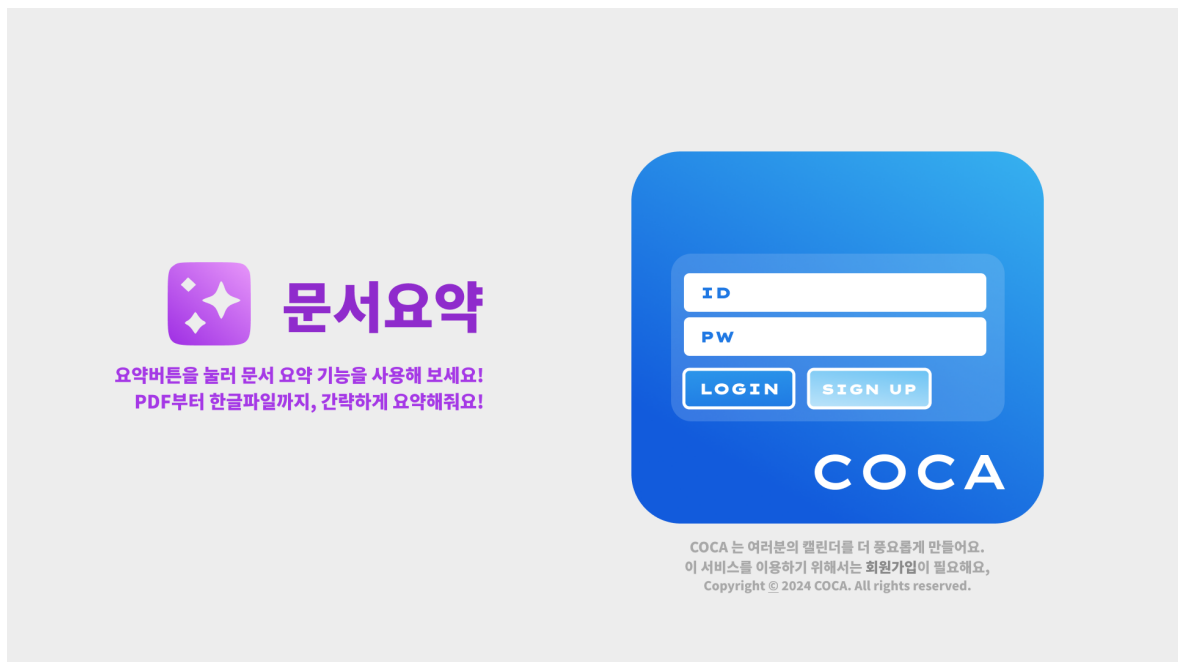 문서요약
요약버튼을 눌러 문서 요약 기능을 사용해 보세요!
PDF부터 한글파일까지, 간략하게 요약해줘요!
ID
PW
LOGIN
SIGN UP
COCA
COCA 는 여러분의 캘린더를 더 풍요롭게 만들어요.
이 서비스를 이용하기 위해서는 회원가입이 필요해요,
Copyright © 2024 COCA. All rights reserved.